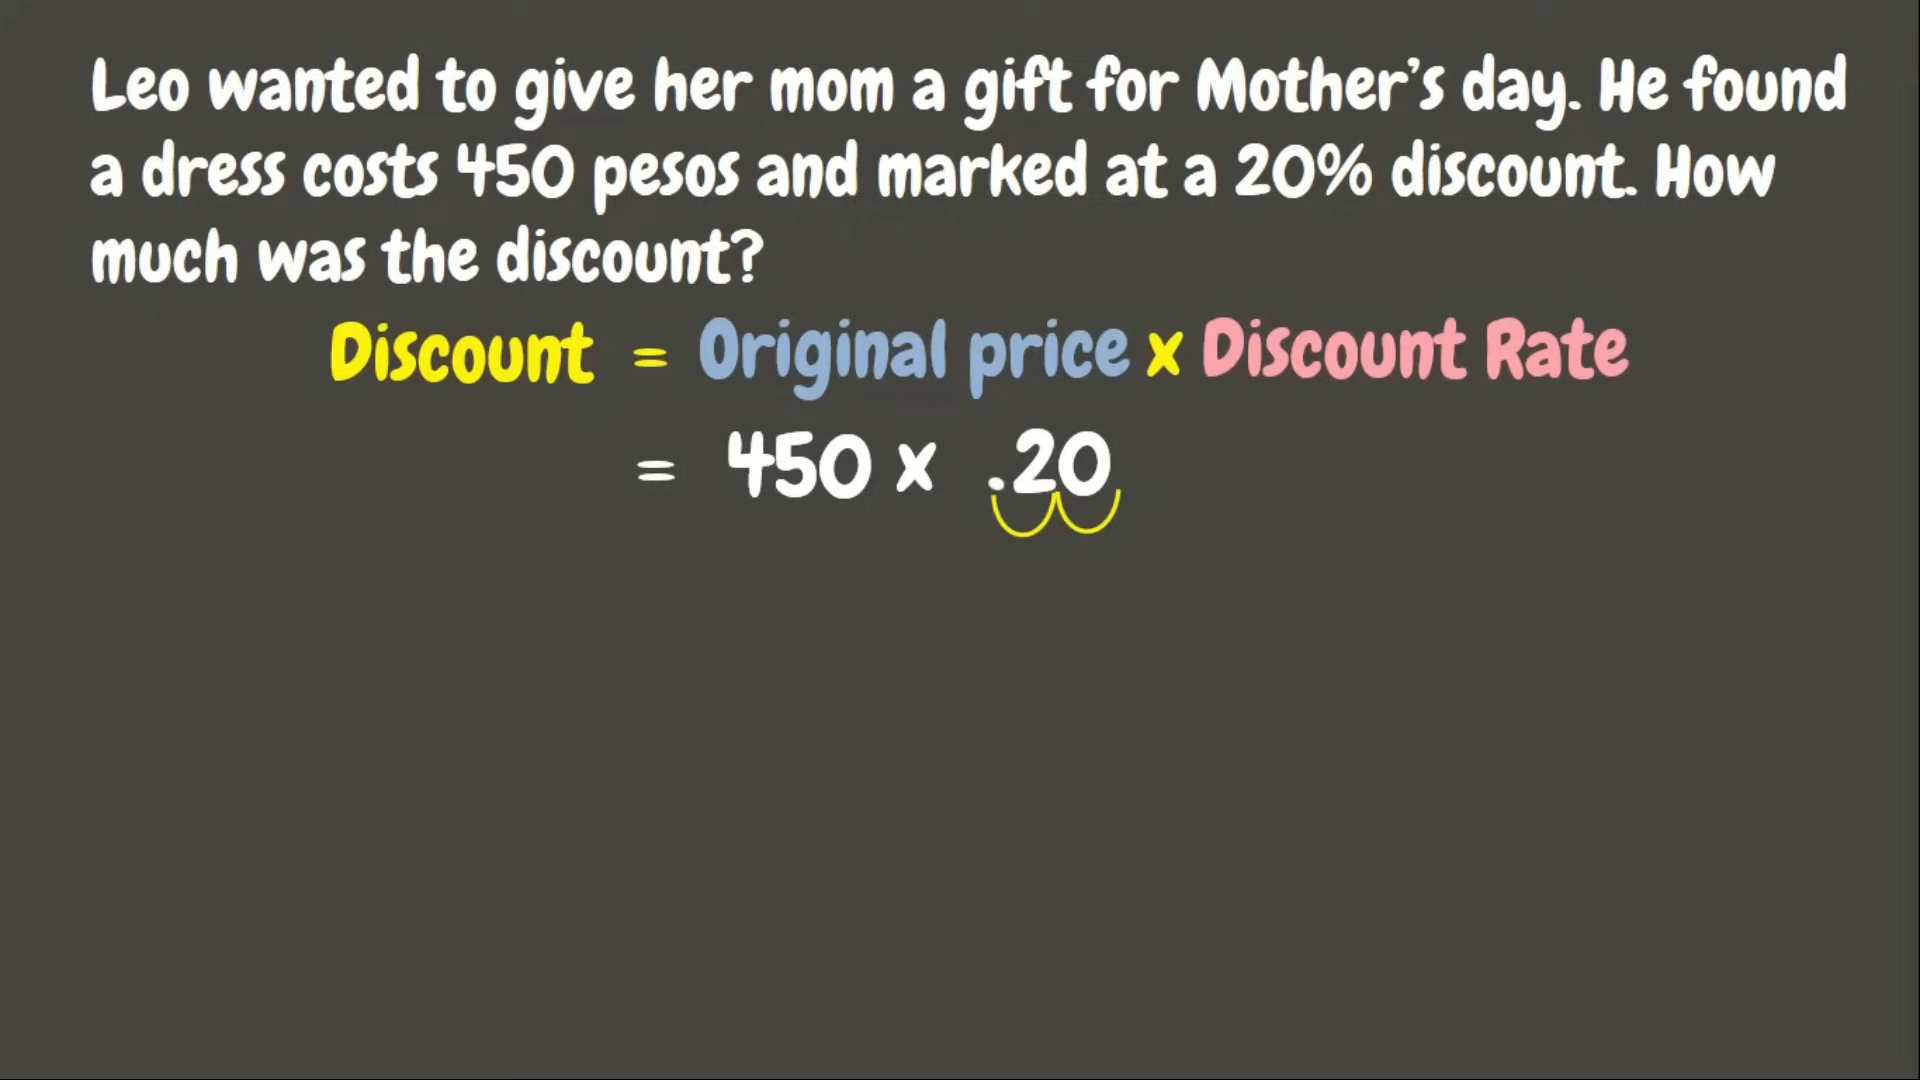 Leo wanted to give her mom a gift for Mother’s day. He found
a dress costs 450 pesos and marked at a 20% discount. How
much was the discount?
Discount = Original price x Discount Rate
= 450 x .20